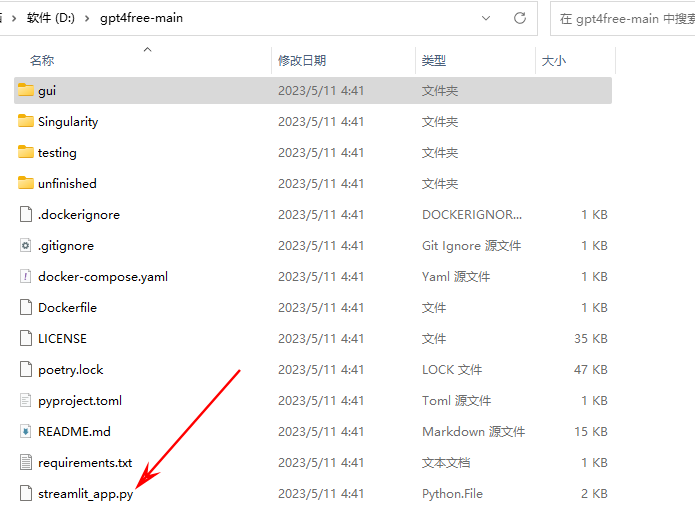 软件 (D:) › gpt4free-main
在 gpt4free-main 中搜索
名称 修改日期 类型 大小
gui 2023/5/11 4:41 文件夹
Singularity 2023/5/11 4:41 文件夹
testing 2023/5/11 4:41 文件夹
unfinished 2023/5/11 4:41 文件夹
.dockerignore 2023/5/11 4:41 DOCKERIGNOR... 1 KB
.gitignore 2023/5/11 4:41 Git Ignore 源文件 1 KB
docker-compose.yaml 2023/5/11 4:41 Yaml 源文件 1 KB
Dockerfile 2023/5/11 4:41 文件 1 KB
LICENSE 2023/5/11 4:41 文件 35 KB
poetry.lock 2023/5/11 4:41 LOCK 文件 47 KB
pyproject.toml 2023/5/11 4:41 Toml 源文件 1 KB
README.md 2023/5/11 4:41 Markdown 源文件 15 KB
requirements.txt 2023/5/11 4:41 文本文档 1 KB
streamlit_app.py 2023/5/11 4:41 Python.File 2 KB